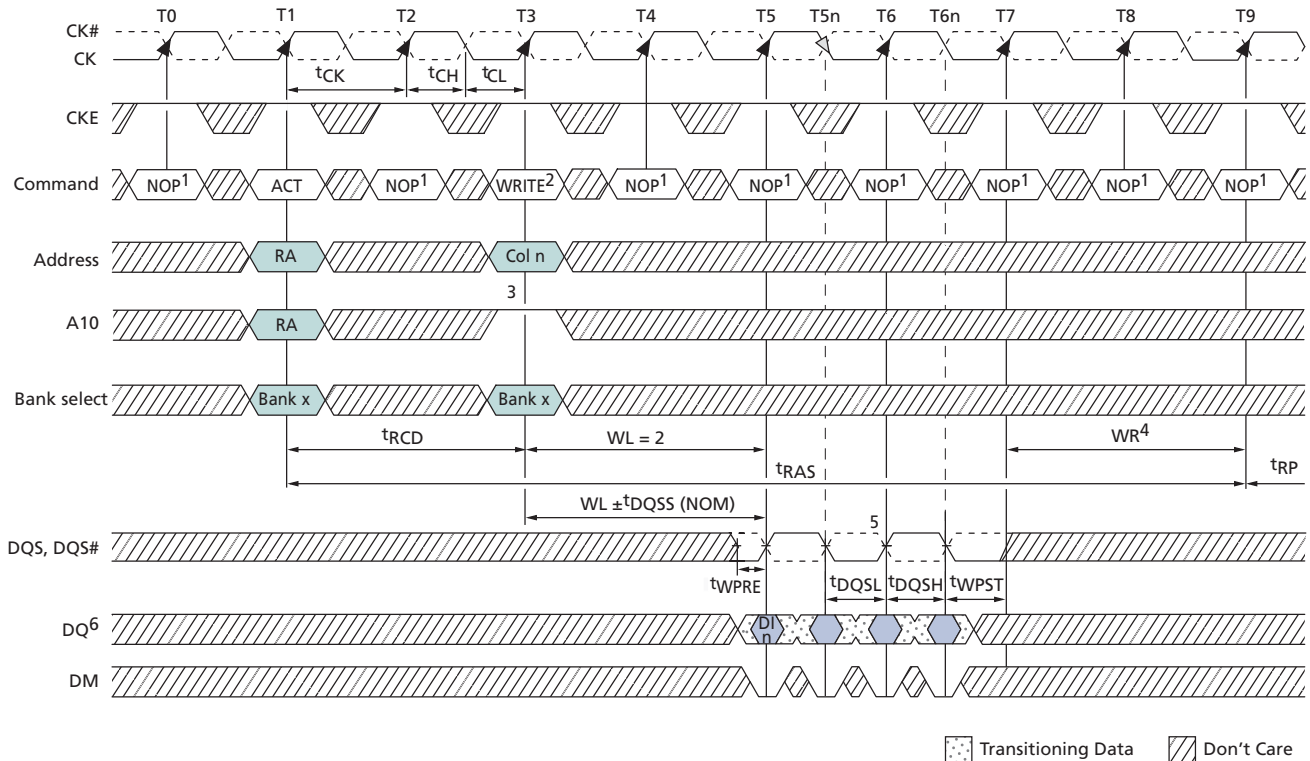 T0 T1 T2 T3 T4 T5 T5n T6 T6n T7 T8 T9
CK#
CK
tCK tCH tCL
CKE
Command NOP1 ACT NOP1 WRITE2 NOP1 NOP1 NOP1 NOP1 NOP1 NOP1
Address RA Col n
3
A10 RA
Bank select Bank x Bank x
tRCD WL = 2 WR4
tRAS tRP
WL ±tDQSS (NOM)
5
DQS, DQS#
tWPRE tDQSL tDQSH tWPST
DQ6 DI n
DM
Transitioning Data Don't Care